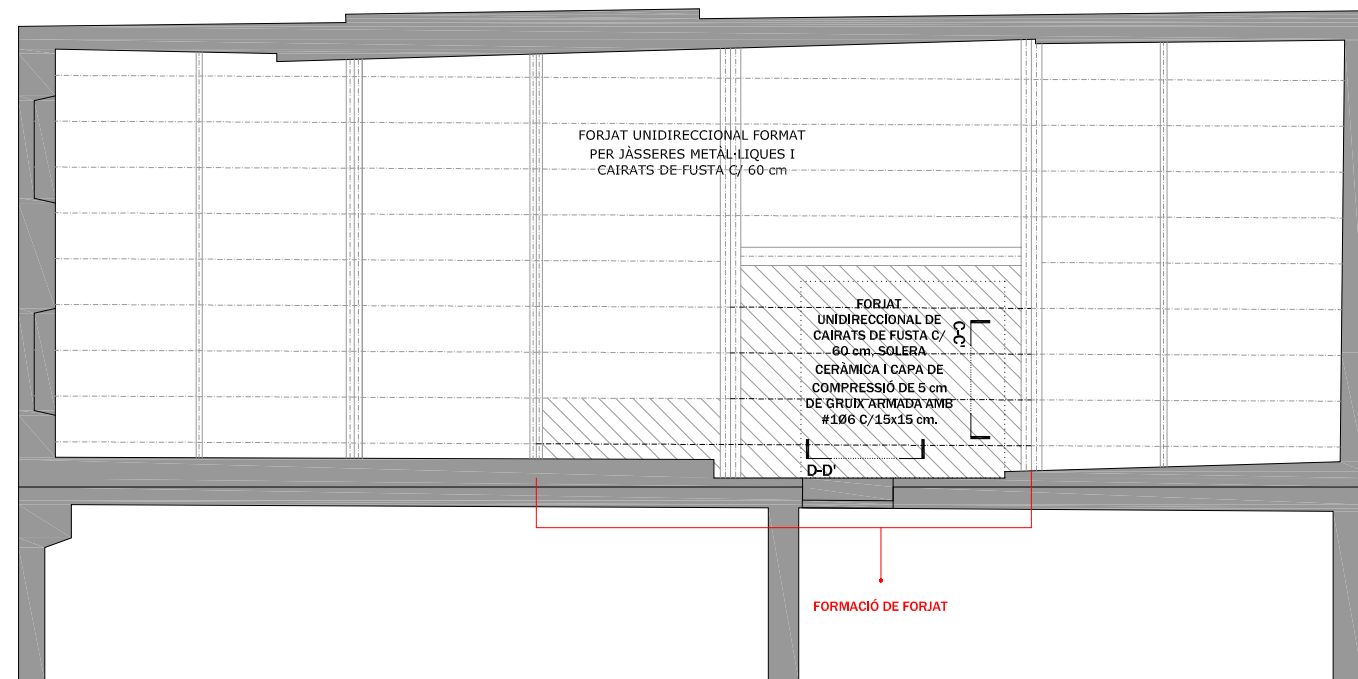 FORJAT UNIDIRECCIONAL FORMAT
PER JÀSSERES METÀL·LIQUES I
CAIRATS DE FUSTA C/ 60 cm
FORJAT
UNIDIRECCIONAL DE
CAIRATS DE FUSTA C/
60 cm, SOLERA
CERÀMICA I CAPA DE
COMPRESSIÓ DE 5 cm
DE GRUIX ARMADA AMB
#1Ø6 C/15x15 cm.
C-C'
D-D'
FORMACIÓ DE FORJAT